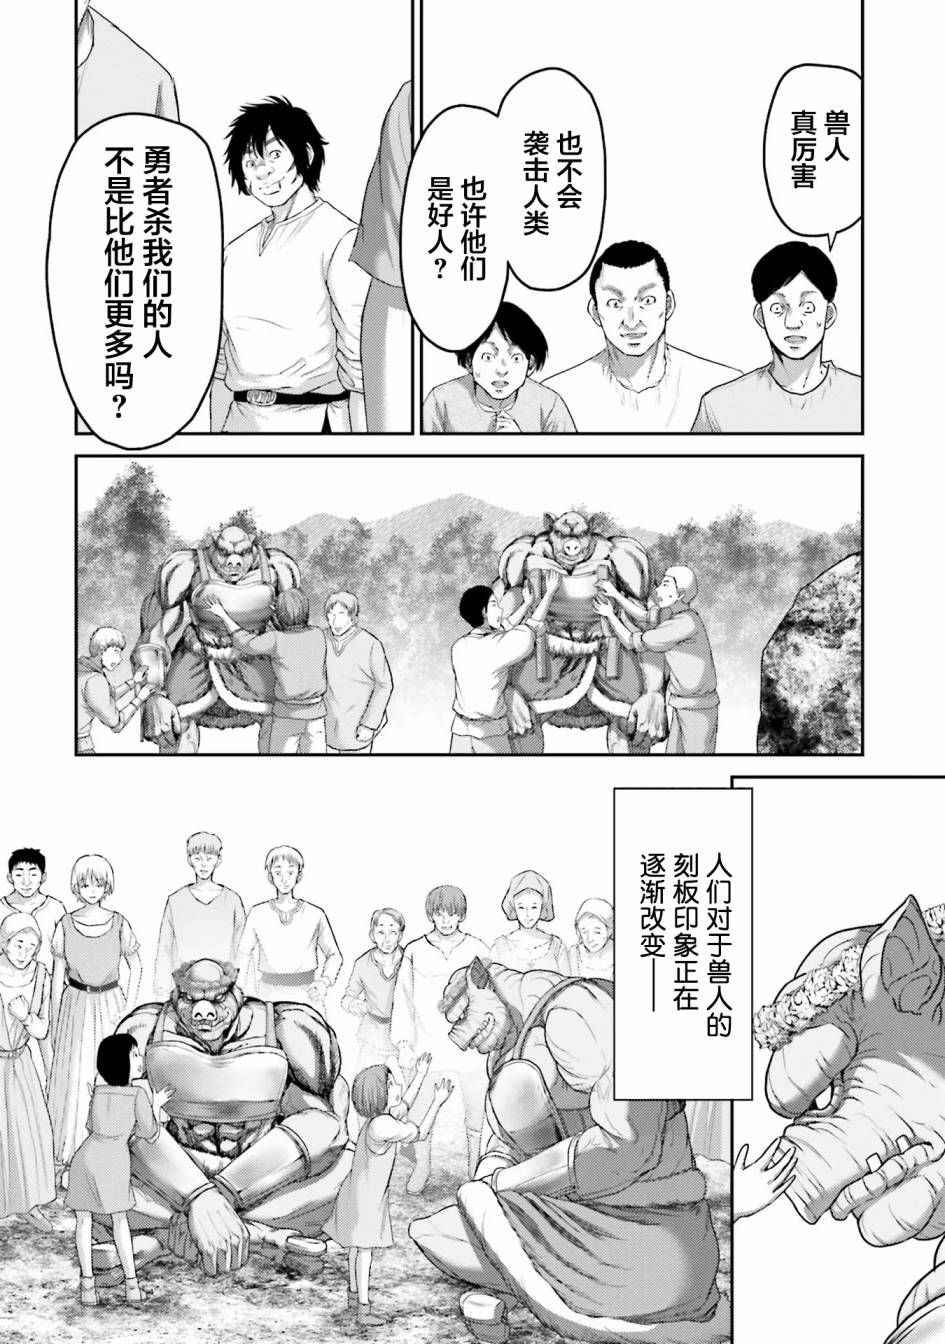 兽人
真厉害
也不会
袭击人类
也许他们
是好人?
勇者杀我们的人
不是比他们更多吗?
人们对于兽人的
刻板印象正在
逐渐改变——